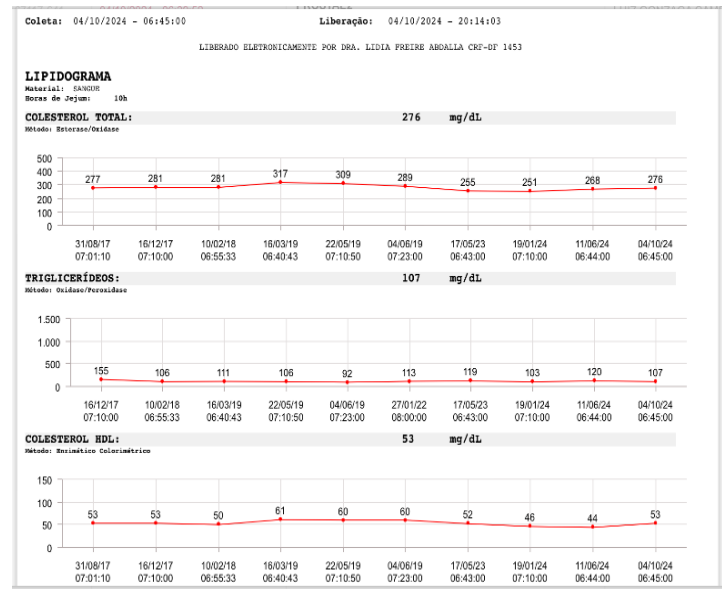 Coleta: 04/10/2024 - 06:45:00 Liberação: 04/10/2024 - 20:14:03
LIBERADO ELETRONICAMENTE POR DRA. LIDIA FREIRE ABDALLA CRF-DF 1453
LIPIDOGRAMA
Material: SANGUE
Horas de Jejum: 10h
COLESTEROL TOTAL: 276 mg/dL
Método: Esterase/Oxidase
500
400
300
200
100
0
277 281 281 317 309 289 255 251 268 276
31/08/17 16/12/17 10/02/18 16/03/19 22/05/19 04/06/19 17/05/23 19/01/24 11/06/24 04/10/24
07:01:10 07:10:00 06:55:33 06:40:43 07:10:50 07:23:00 06:43:00 07:10:00 06:44:00 06:45:00
TRIGLICERÍDEOS: 107 mg/dL
Método: Oxidase/Peroxidase
1.500
1.000
500
0
155 106 111 106 92 113 119 103 120 107
16/12/17 10/02/18 16/03/19 22/05/19 04/06/19 27/01/22 17/05/23 19/01/24 11/06/24 04/10/24
07:10:00 06:55:33 06:40:43 07:10:50 07:23:00 08:00:00 06:43:00 07:10:00 06:44:00 06:45:00
COLESTEROL HDL: 53 mg/dL
Método: Enzimático Colorimétrico
150
100
50
0
53 53 50 61 60 60 52 46 44 53
31/08/17 16/12/17 10/02/18 16/03/19 22/05/19 04/06/19 17/05/23 19/01/24 11/06/24 04/10/24
07:01:10 07:10:00 06:55:33 06:40:43 07:10:50 07:23:00 06:43:00 07:10:00 06:44:00 06:45:00